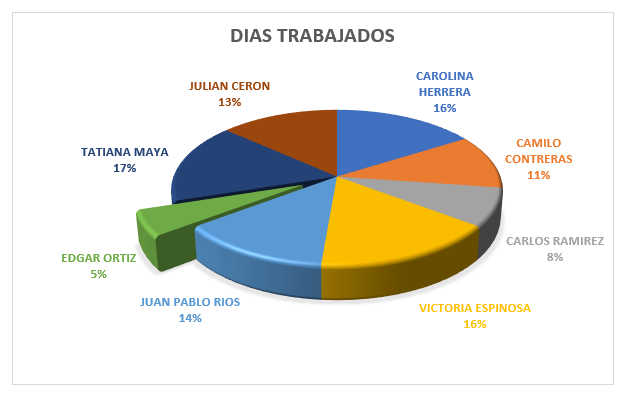 DIAS TRABAJADOS
CAROLINA
HERRERA
16%
CAMILO
CONTRERAS
11%
CARLOS RAMIREZ
8%
VICTORIA ESPINOSA
16%
JUAN PABLO RIOS
14%
EDGAR ORTIZ
5%
TATIANA MAYA
17%
JULIAN CERON
13%